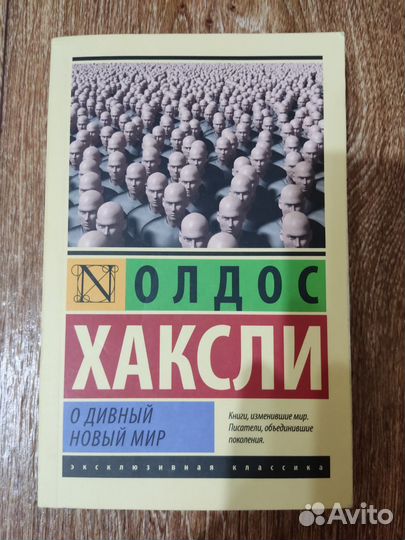 N
ОЛДОС
ХАКСЛИ
О ДИВНЫЙ
НОВЫЙ МИР
Книги, изменившие мир.
Писатели, объединившие
поколения.
эксклюзивная классика
Avito